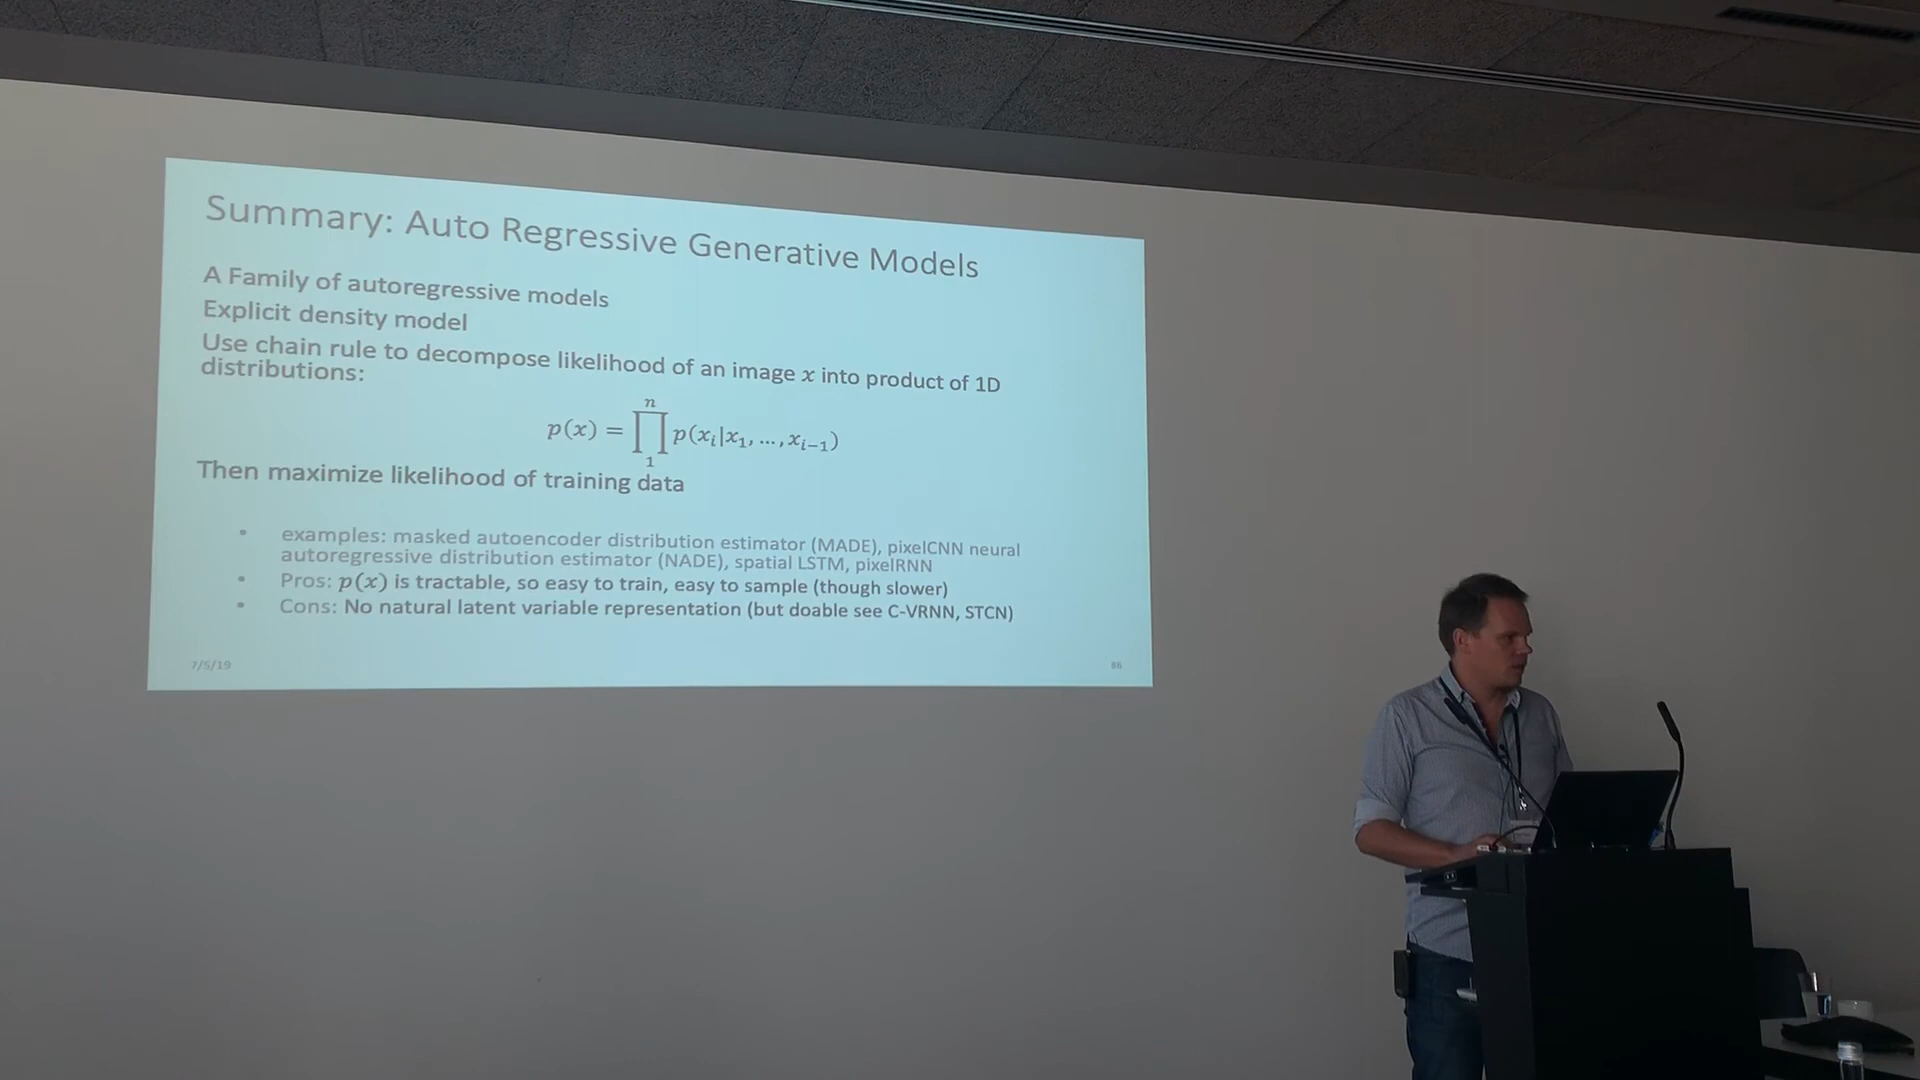 Summary: Auto Regressive Generative Models
A Family of autoregressive models
Explicit density model
Use chain rule to decompose likelihood of an image x into product of 1D
distributions:
p(x) = ∏₁ⁿ p(xᵢ|x₁, …, xᵢ₋₁)
Then maximize likelihood of training data
• examples: masked autoencoder distribution estimator (MADE), pixelCNN neural
autoregressive distribution estimator (NADE), spatial LSTM, pixelRNN
• Pros: p(x) is tractable, so easy to train, easy to sample (though slower)
• Cons: No natural latent variable representation (but doable see C-VRNN, STCN)
7/5/19
86